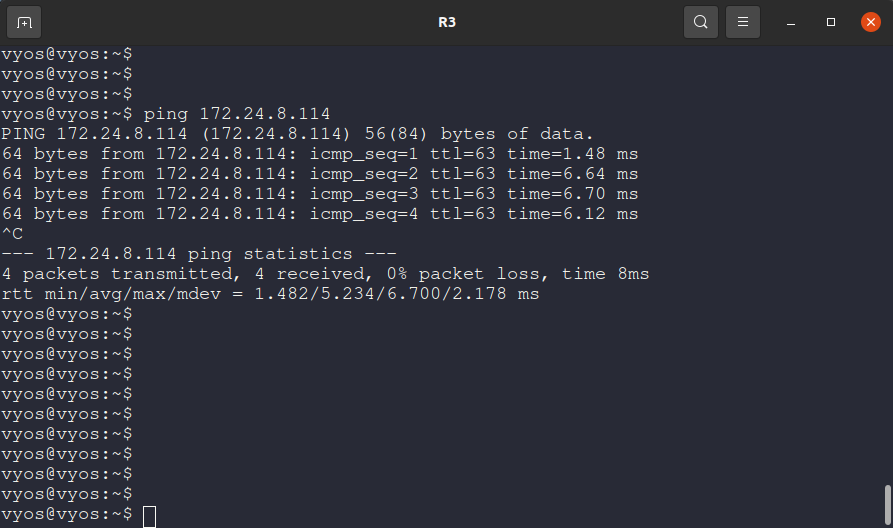 R3
vyos@vyos:~$
vyos@vyos:~$
vyos@vyos:~$
vyos@vyos:~$ ping 172.24.8.114
PING 172.24.8.114 (172.24.8.114) 56(84) bytes of data.
64 bytes from 172.24.8.114: icmp_seq=1 ttl=63 time=1.48 ms
64 bytes from 172.24.8.114: icmp_seq=2 ttl=63 time=6.64 ms
64 bytes from 172.24.8.114: icmp_seq=3 ttl=63 time=6.70 ms
64 bytes from 172.24.8.114: icmp_seq=4 ttl=63 time=6.12 ms
^C
--- 172.24.8.114 ping statistics ---
4 packets transmitted, 4 received, 0% packet loss, time 8ms
rtt min/avg/max/mdev = 1.482/5.234/6.700/2.178 ms
vyos@vyos:~$
vyos@vyos:~$
vyos@vyos:~$
vyos@vyos:~$
vyos@vyos:~$
vyos@vyos:~$
vyos@vyos:~$
vyos@vyos:~$
vyos@vyos:~$
vyos@vyos:~$
vyos@vyos:~$